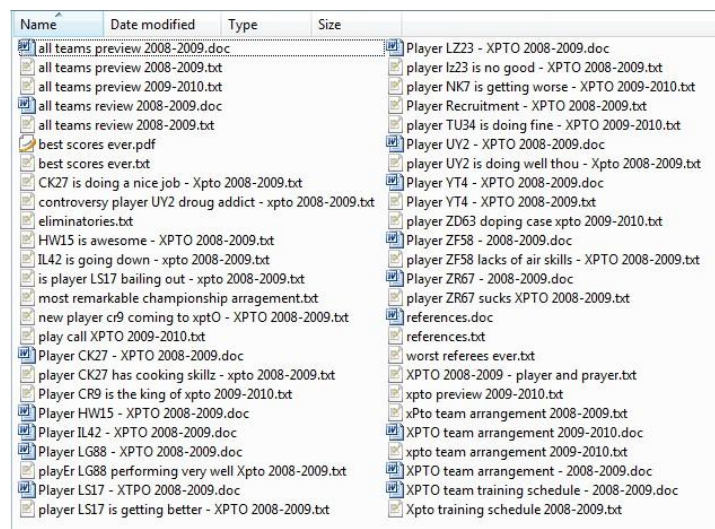 Name Date modified Type Size
all teams preview 2008-2009.doc
all teams preview 2008-2009.txt
all teams preview 2009-2010.txt
all teams review 2008-2009.doc
all teams review 2008-2009.txt
best scores ever.pdf
best scores ever.txt
CK27 is doing a nice job - Xpto 2008-2009.txt
controversy player UY2 droug addict - xpto 2008-2009.txt
eliminatories.txt
HW15 is awesome - XPTO 2008-2009.txt
IL42 is going down - xpto 2008-2009.txt
is player LS17 bailing out - xpto 2008-2009.txt
most remarkable championship arragement.txt
new player cr9 coming to xptO - XPTO 2008-2009.txt
play call XPTO 2009-2010.txt
Player CK27 - XPTO 2008-2009.doc
player CK27 has cooking skillz - xpto 2008-2009.txt
Player CR9 is the king of xpto 2009-2010.txt
Player HW15 - XPTO 2008-2009.doc
Player IL42 - XPTO 2008-2009.doc
Player LG88 - XPTO 2008-2009.doc
playEr LG88 performing very well Xpto 2008-2009.txt
Player LS17 - XTPO 2008-2009.doc
player LS17 is getting better - XPTO 2008-2009.txt
Player LZ23 - XPTO 2008-2009.doc
player lz23 is no good - XPTO 2008-2009.txt
player NK7 is getting worse - XPTO 2009-2010.txt
Player Recruitment - XPTO 2008-2009.txt
player TU34 is doing fine - XPTO 2009-2010.txt
Player UY2 - XPTO 2008-2009.doc
player UY2 is doing well thou - Xpto 2008-2009.txt
Player YT4 - XPTO 2008-2009.doc
Player YT4 - XPTO 2008-2009.txt
player ZD63 doping case xpto 2009-2010.txt
Player ZF58 - 2008-2009.doc
player ZF58 lacks of air skills - XPTO 2008-2009.txt
Player ZR67 - 2008-2009.doc
player ZR67 sucks XPTO 2008-2009.txt
references.doc
references.txt
worst referees ever.txt
XPTO 2008-2009 - player and prayer.txt
xpto preview 2009-2010.txt
xPto team arrangement 2008-2009.txt
XPTO team arrangement 2009-2010.doc
xpto team arrangement 2009-2010.txt
XPTO team arrangement - 2008-2009.doc
XPTO team training schedule - 2008-2009.doc
Xpto training schedule 2008-2009.txt